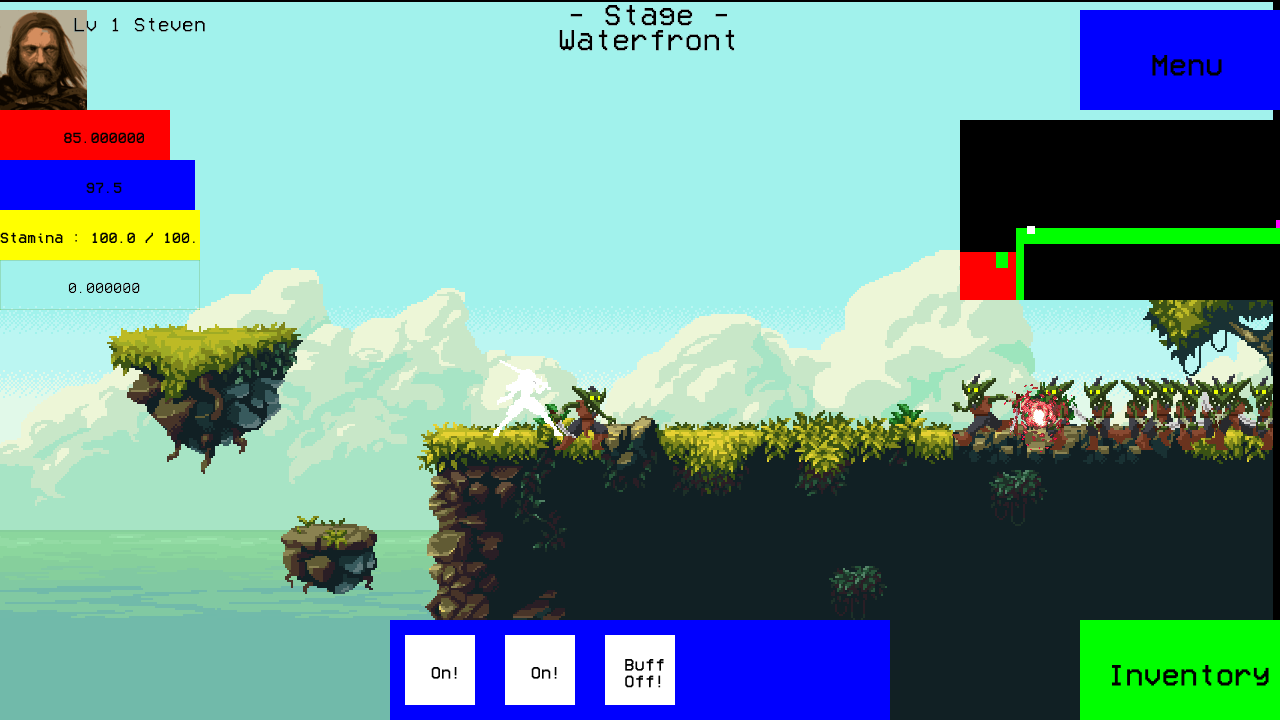 Lv 1 Steven
- Stage -
Waterfront
Menu
85.000000
97.5
Stamina : 100.0 / 100.
0.000000
On!
On!
Buff
Off!
Inventory